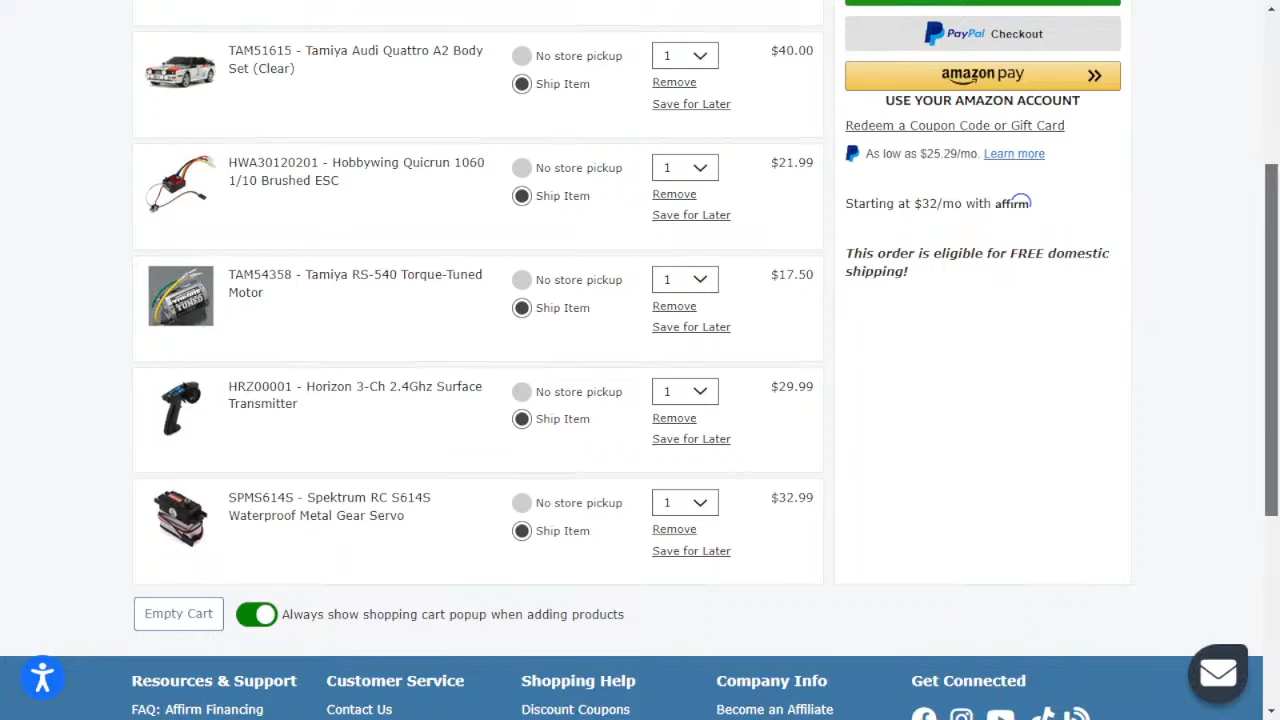 TAM51615 - Tamiya Audi Quattro A2 Body
Set (Clear)
No store pickup
Ship Item
1
Remove
Save for Later
$40.00
HWA30120201 - Hobbywing Quicrun 1060
1/10 Brushed ESC
No store pickup
Ship Item
1
Remove
Save for Later
$21.99
TAM54358 - Tamiya RS-540 Torque-Tuned
Motor
No store pickup
Ship Item
1
Remove
Save for Later
$17.50
HRZ00001 - Horizon 3-Ch 2.4Ghz Surface
Transmitter
No store pickup
Ship Item
1
Remove
Save for Later
$29.99
SPMS614S - Spektrum RC S614S
Waterproof Metal Gear Servo
No store pickup
Ship Item
1
Remove
Save for Later
$32.99
Empty Cart
Always show shopping cart popup when adding products
PayPal Checkout
amazon pay
USE YOUR AMAZON ACCOUNT
Redeem a Coupon Code or Gift Card
As low as $25.29/mo. Learn more
Starting at $32/mo with affirm
This order is eligible for FREE domestic
shipping!
Resources & Support
FAQ: Affirm Financing
Customer Service
Contact Us
Shopping Help
Discount Coupons
Company Info
Become an Affiliate
Get Connected